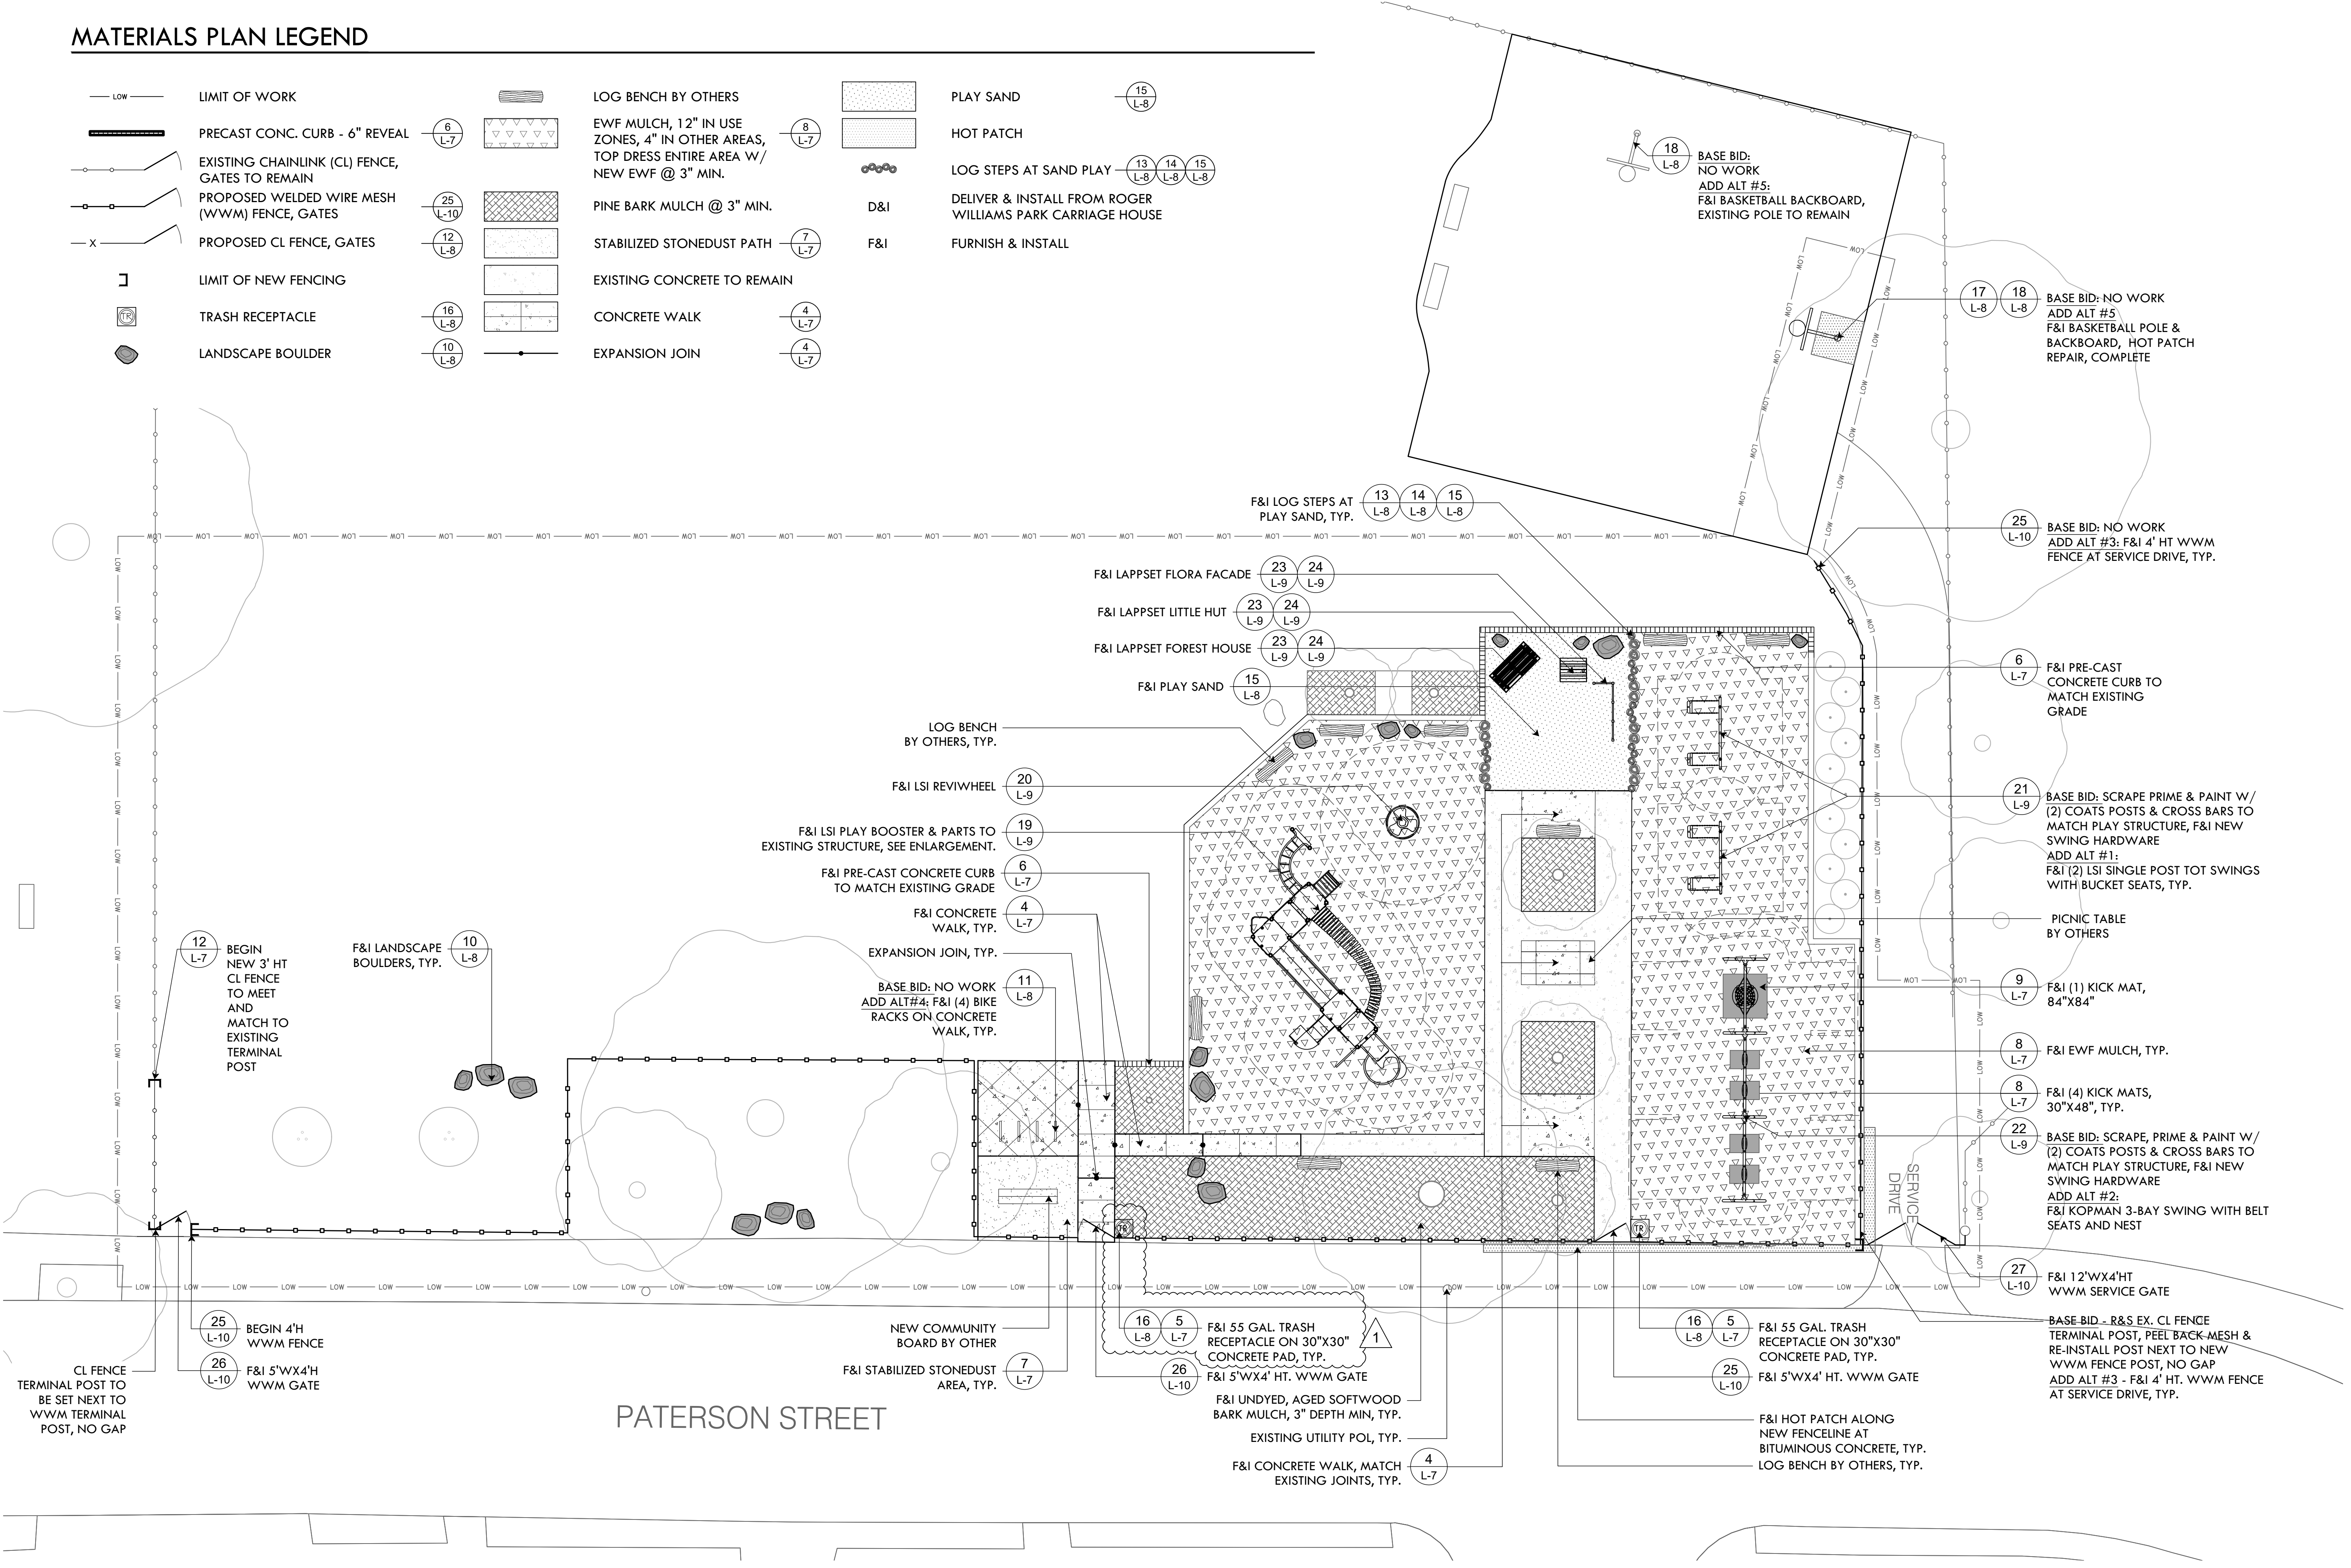 MATERIALS PLAN LEGEND
LOW
LIMIT OF WORK
PRECAST CONC. CURB - 6" REVEAL
6
L-7
EXISTING CHAINLINK (CL) FENCE,
GATES TO REMAIN
PROPOSED WELDED WIRE MESH
(WWM) FENCE, GATES
25
L-10
X
PROPOSED CL FENCE, GATES
12
L-8
LIMIT OF NEW FENCING
TR
TRASH RECEPTACLE
16
L-8
LANDSCAPE BOULDER
10
L-8
LOG BENCH BY OTHERS
EWF MULCH, 12" IN USE
ZONES, 4" IN OTHER AREAS,
TOP DRESS ENTIRE AREA W/
NEW EWF @ 3" MIN.
8
L-7
PINE BARK MULCH @ 3" MIN.
STABILIZED STONEDUST PATH
7
L-7
EXISTING CONCRETE TO REMAIN
CONCRETE WALK
4
L-7
EXPANSION JOIN
4
L-7
PLAY SAND
15
L-8
HOT PATCH
LOG STEPS AT SAND PLAY
13
L-8
14
L-8
15
L-8
D&I
DELIVER & INSTALL FROM ROGER
WILLIAMS PARK CARRIAGE HOUSE
F&I
FURNISH & INSTALL
18
L-8
BASE BID:
NO WORK
ADD ALT #5:
F&I BASKETBALL BACKBOARD,
EXISTING POLE TO REMAIN
17
L-8
18
L-8
BASE BID: NO WORK
ADD ALT #5
F&I BASKETBALL POLE &
BACKBOARD, HOT PATCH
REPAIR, COMPLETE
F&I LOG STEPS AT
PLAY SAND, TYP.
13
L-8
14
L-8
15
L-8
25
L-10
BASE BID: NO WORK
ADD ALT #3: F&I 4' HT WWM
FENCE AT SERVICE DRIVE, TYP.
F&I LAPPSET FLORA FACADE
23
L-9
24
L-9
F&I LAPPSET LITTLE HUT
23
L-9
24
L-9
F&I LAPPSET FOREST HOUSE
23
L-9
24
L-9
F&I PLAY SAND
15
L-8
6
L-7
F&I PRE-CAST
CONCRETE CURB TO
MATCH EXISTING
GRADE
LOG BENCH
BY OTHERS, TYP.
F&I LSI REVIWHEEL
20
L-9
F&I LSI PLAY BOOSTER & PARTS TO
EXISTING STRUCTURE, SEE ENLARGEMENT.
19
L-9
F&I PRE-CAST CONCRETE CURB
TO MATCH EXISTING GRADE
6
L-7
F&I CONCRETE
WALK, TYP.
4
L-7
EXPANSION JOIN, TYP.
BASE BID: NO WORK
ADD ALT#4: F&I (4) BIKE
RACKS ON CONCRETE
WALK, TYP.
11
L-8
21
L-9
BASE BID: SCRAPE PRIME & PAINT W/
(2) COATS POSTS & CROSS BARS TO
MATCH PLAY STRUCTURE, F&I NEW
SWING HARDWARE
ADD ALT #1:
F&I (2) LSI SINGLE POST TOT SWINGS
WITH BUCKET SEATS, TYP.
PICNIC TABLE
BY OTHERS
9
L-7
F&I (1) KICK MAT,
84"X84"
8
L-7
F&I EWF MULCH, TYP.
8
L-7
F&I (4) KICK MATS,
30"X48", TYP.
22
L-9
BASE BID: SCRAPE, PRIME & PAINT W/
(2) COATS POSTS & CROSS BARS TO
MATCH PLAY STRUCTURE, F&I NEW
SWING HARDWARE
ADD ALT #2:
F&I KOPMAN 3-BAY SWING WITH BELT
SEATS AND NEST
12
L-7
BEGIN
NEW 3' HT
CL FENCE
TO MEET
AND
MATCH TO
EXISTING
TERMINAL
POST
F&I LANDSCAPE
BOULDERS, TYP.
10
L-8
SERVICE
DRIVE
TR
TR
27
L-10
F&I 12'WX4'HT
WWM SERVICE GATE
BASE BID - R&S EX. CL FENCE
TERMINAL POST, PEEL BACK MESH &
RE-INSTALL POST NEXT TO NEW
WWM FENCE POST, NO GAP
ADD ALT #3 - F&I 4' HT. WWM FENCE
AT SERVICE DRIVE, TYP.
CL FENCE
TERMINAL POST TO
BE SET NEXT TO
WWM TERMINAL
POST, NO GAP
25
L-10
BEGIN 4'H
WWM FENCE
26
L-10
F&I 5'WX4'H
WWM GATE
NEW COMMUNITY
BOARD BY OTHER
F&I STABILIZED STONEDUST
AREA, TYP.
7
L-7
16
L-8
5
L-7
F&I 55 GAL. TRASH
RECEPTACLE ON 30"X30"
CONCRETE PAD, TYP.
1
26
L-10
F&I 5'WX4' HT. WWM GATE
F&I UNDYED, AGED SOFTWOOD
BARK MULCH, 3" DEPTH MIN, TYP.
EXISTING UTILITY POL, TYP.
F&I CONCRETE WALK, MATCH
EXISTING JOINTS, TYP.
4
L-7
16
L-8
5
L-7
F&I 55 GAL. TRASH
RECEPTACLE ON 30"X30"
CONCRETE PAD, TYP.
25
L-10
F&I 5'WX4' HT. WWM GATE
F&I HOT PATCH ALONG
NEW FENCELINE AT
BITUMINOUS CONCRETE, TYP.
LOG BENCH BY OTHERS, TYP.
PATERSON STREET